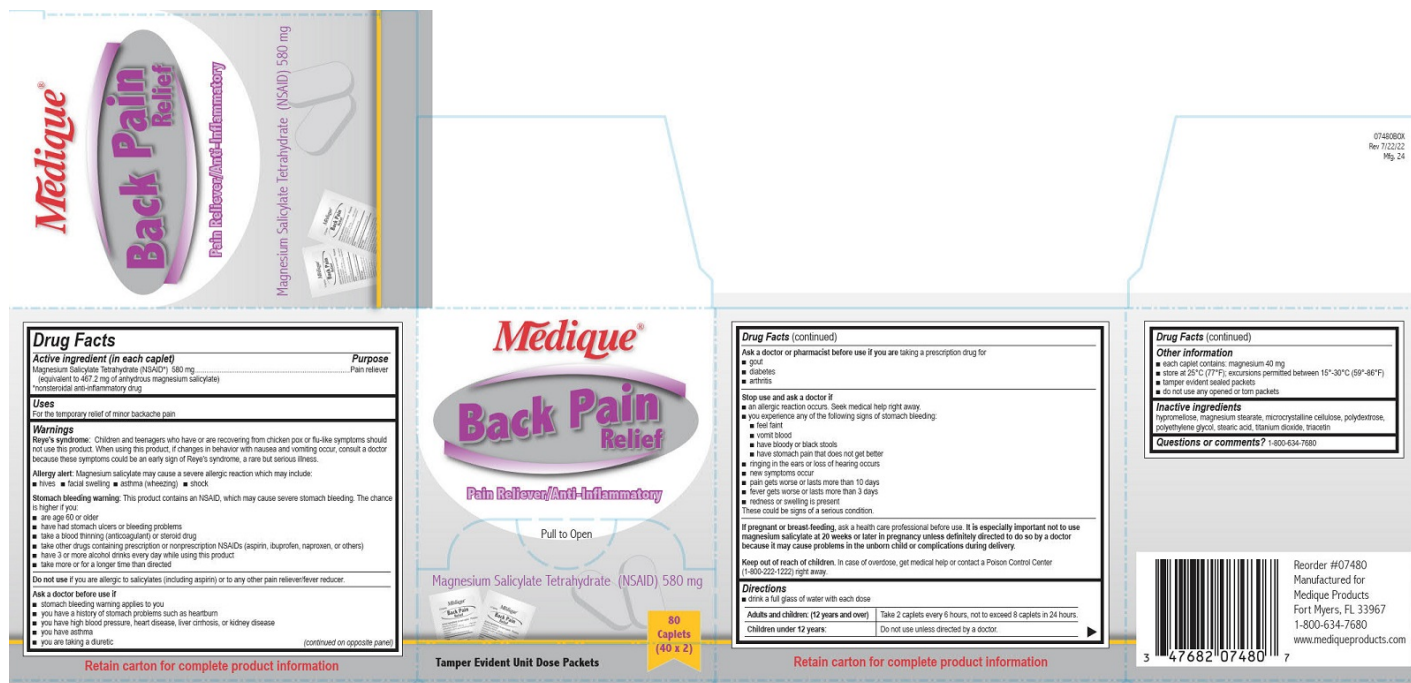 Medique®
Back Pain
Relief
Pain Reliever/Anti-Inflammatory
Magnesium Salicylate Tetrahydrate (NSAID) 580 mg
Medique
Back Pain
Medique
Back Pain
07480BOX
Rev 7/22/22
Mfg. 24
Drug Facts
Active ingredient (in each caplet) Purpose
Magnesium Salicylate Tetrahydrate (NSAID*) 580 mg......Pain reliever
(equivalent to 467.2 mg of anhydrous magnesium salicylate)
*nonsteroidal anti-inflammatory drug
Uses
For the temporary relief of minor backache pain
Warnings
Reye's syndrome: Children and teenagers who have or are recovering from chicken pox or flu-like symptoms should
not use this product. When using this product, if changes in behavior with nausea and vomiting occur, consult a doctor
because these symptoms could be an early sign of Reye's syndrome, a rare but serious illness.
Allergy alert: Magnesium salicylate may cause a severe allergic reaction which may include:
■ hives ■ facial swelling ■ asthma (wheezing) ■ shock
Stomach bleeding warning: This product contains an NSAID, which may cause severe stomach bleeding. The chance
is higher if you:
■ are age 60 or older
■ have had stomach ulcers or bleeding problems
■ take a blood thinning (anticoagulant) or steroid drug
■ take other drugs containing prescription or nonprescription NSAIDs (aspirin, ibuprofen, naproxen, or others)
■ have 3 or more alcohol drinks every day while using this product
■ take more or for a longer time than directed
Do not use if you are allergic to salicylates (including aspirin) or to any other pain reliever/fever reducer.
Ask a doctor before use if
■ stomach bleeding warning applies to you
■ you have a history of stomach problems such as heartburn
■ you have high blood pressure, heart disease, liver cirrhosis, or kidney disease
■ you have asthma
■ you are taking a diuretic (continued on opposite panel)
Retain carton for complete product information
Medique®
Back Pain
Relief
Pain Reliever/Anti-Inflammatory
Pull to Open
Magnesium Salicylate Tetrahydrate (NSAID) 580 mg
Medique
Back Pain
Medique
Back Pain
80
Caplets
(40 x 2)
Tamper Evident Unit Dose Packets
Drug Facts (continued)
Ask a doctor or pharmacist before use if you are taking a prescription drug for
■ gout
■ diabetes
■ arthritis
Stop use and ask a doctor if
■ an allergic reaction occurs. Seek medical help right away.
■ you experience any of the following signs of stomach bleeding:
■ feel faint
■ vomit blood
■ have bloody or black stools
■ have stomach pain that does not get better
■ ringing in the ears or loss of hearing occurs
■ new symptoms occur
■ pain gets worse or lasts more than 10 days
■ fever gets worse or lasts more than 3 days
■ redness or swelling is present
These could be signs of a serious condition.
If pregnant or breast-feeding, ask a health care professional before use. It is especially important not to use
magnesium salicylate at 20 weeks or later in pregnancy unless definitely directed to do so by a doctor
because it may cause problems in the unborn child or complications during delivery.
Keep out of reach of children. In case of overdose, get medical help or contact a Poison Control Center
(1-800-222-1222) right away.
Directions
■ drink a full glass of water with each dose
Adults and children: (12 years and over) Take 2 caplets every 6 hours, not to exceed 8 caplets in 24 hours.
Children under 12 years: Do not use unless directed by a doctor.
Retain carton for complete product information
Drug Facts (continued)
Other information
■ each caplet contains: magnesium 40 mg
■ store at 25°C (77°F); excursions permitted between 15°-30°C (59°-86°F)
■ tamper evident sealed packets
■ do not use any opened or torn packets
Inactive ingredients
hypromellose, magnesium stearate, microcrystalline cellulose, polydextrose,
polyethylene glycol, stearic acid, titanium dioxide, triacetin
Questions or comments? 1-800-634-7680
3 47682 07480 7
Reorder #07480
Manufactured for
Medique Products
Fort Myers, FL 33967
1-800-634-7680
www.mediqueproducts.com